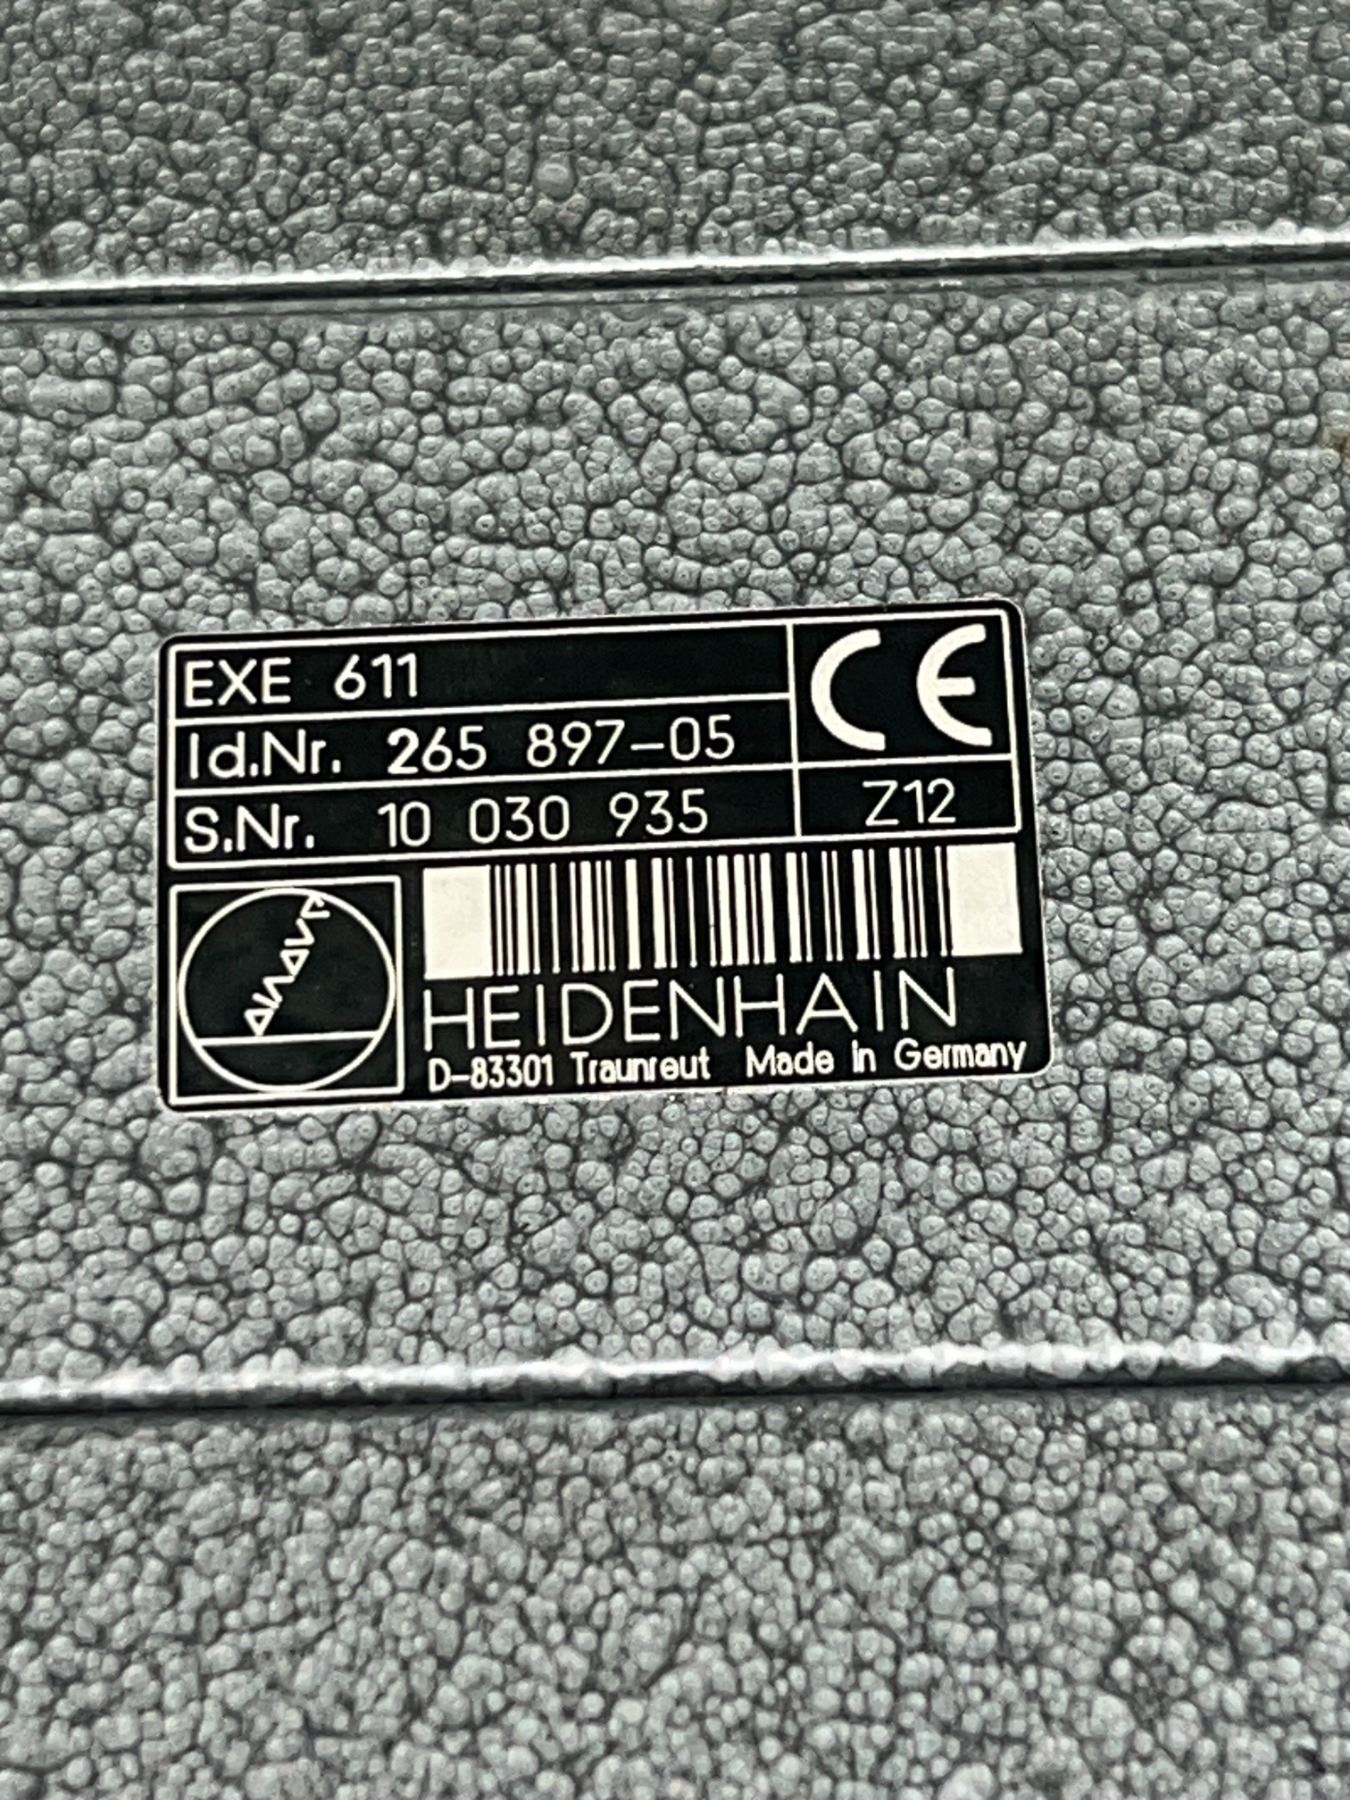 EXE 611
CE
Id.Nr. 265 897-05
S.Nr. 10 030 935
Z12
HEIDENHAIN
D-83301 Traunreut Made in Germany